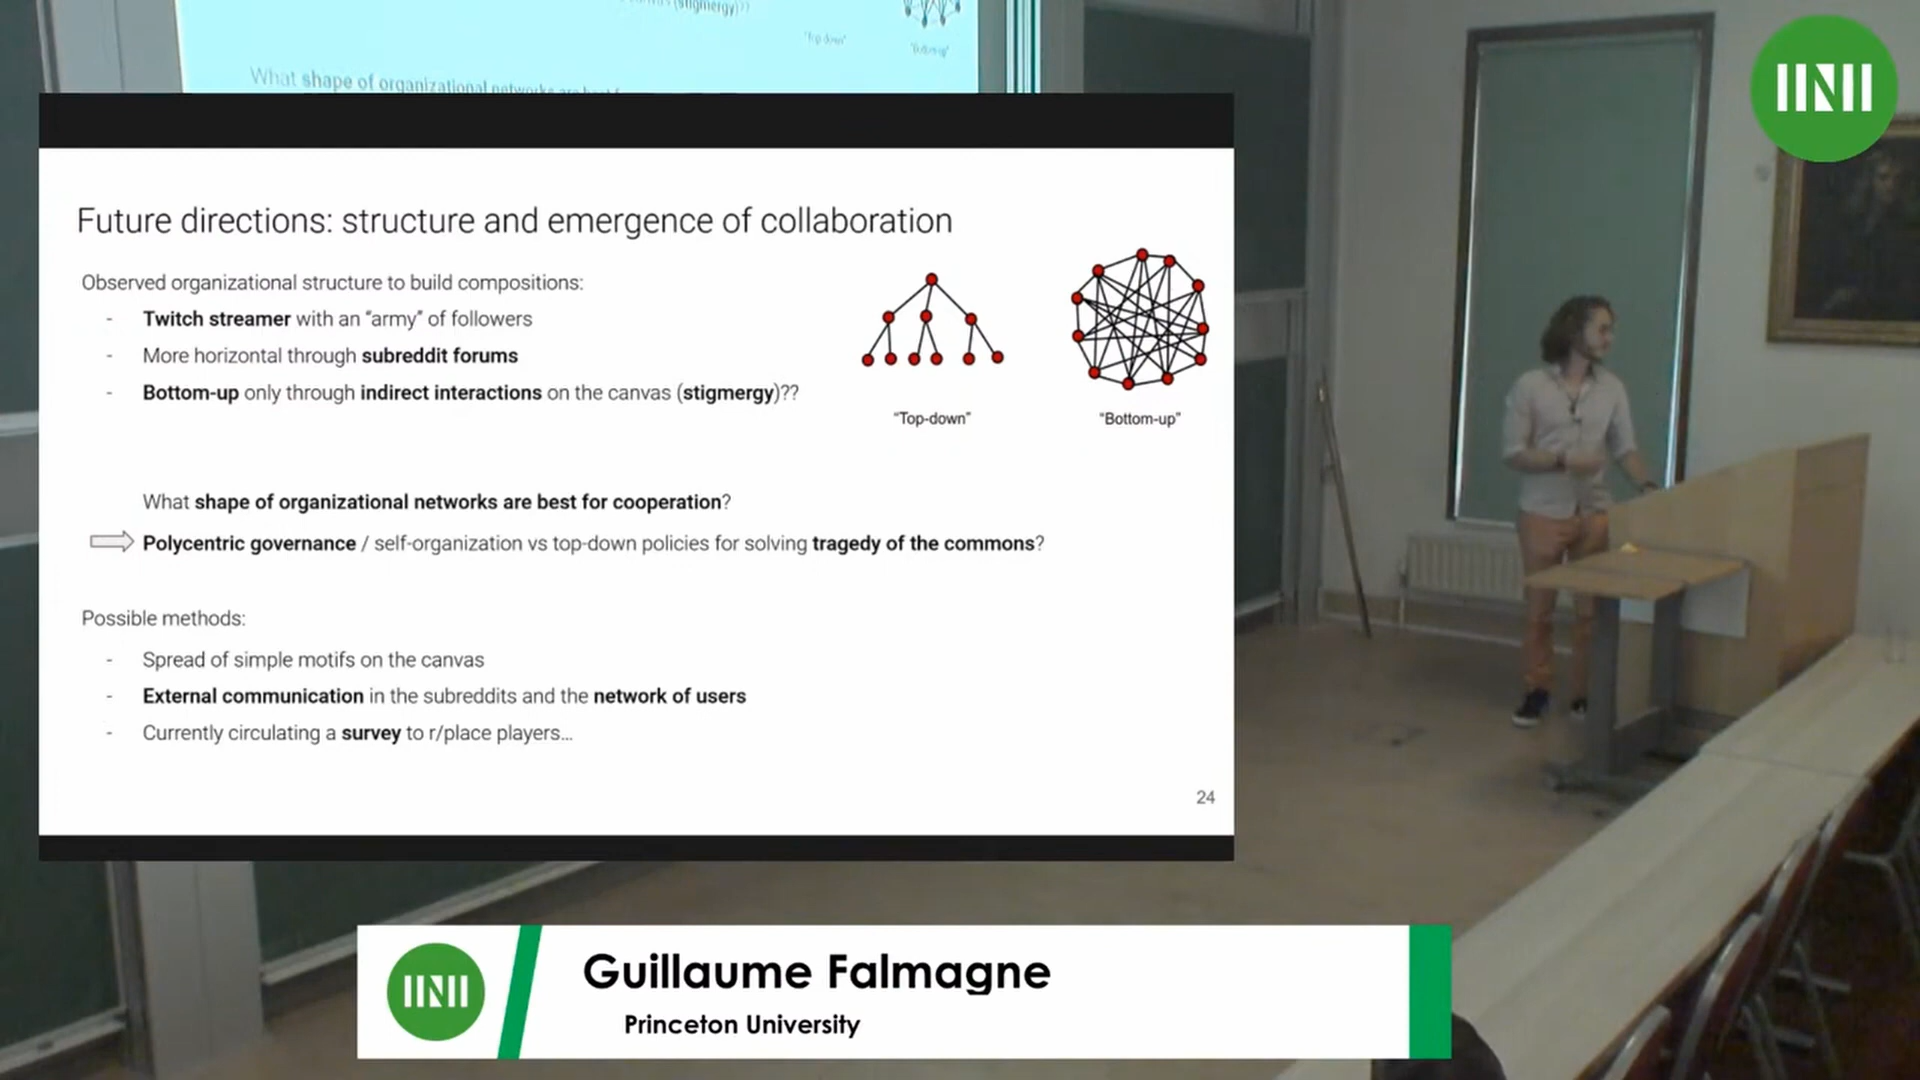 (stigmergy)??
"Top-down"
"Bottom-up"
What shape of organizational networks are best f
Future directions: structure and emergence of collaboration
Observed organizational structure to build compositions:
- Twitch streamer with an “army” of followers
- More horizontal through subreddit forums
- Bottom-up only through indirect interactions on the canvas (stigmergy)??
“Top-down”
“Bottom-up”
What shape of organizational networks are best for cooperation?
Polycentric governance / self-organization vs top-down policies for solving tragedy of the commons?
Possible methods:
- Spread of simple motifs on the canvas
- External communication in the subreddits and the network of users
- Currently circulating a survey to r/place players...
24
Guillaume Falmagne
Princeton University